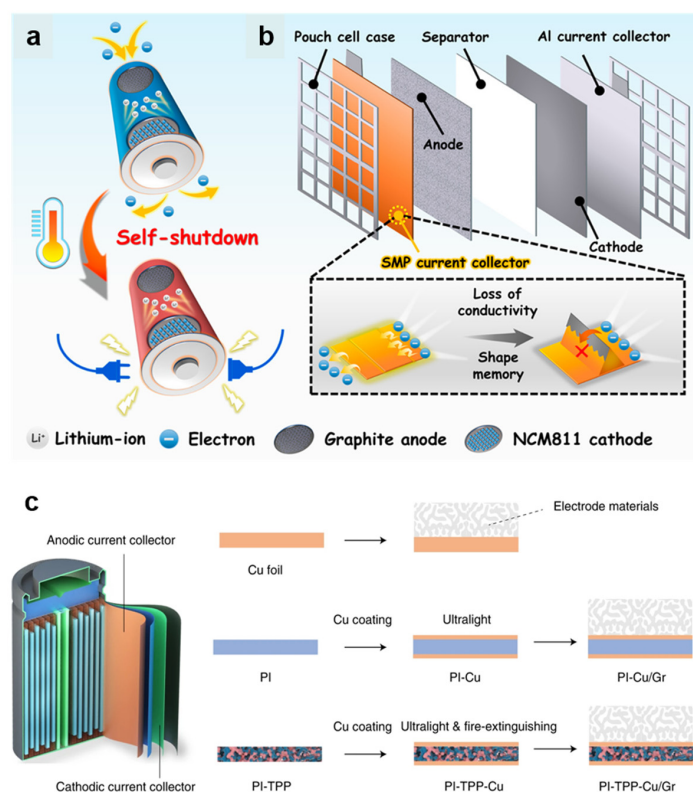 a
Self-shutdown
b
Pouch cell case
Separator
Al current collector
Anode
Cathode
SMP current collector
Loss of
conductivity
Shape
memory
Li⁺ Lithium-ion
Electron
Graphite anode
NCM811 cathode
c
Anodic current collector
Cathodic current collector
Electrode materials
Cu foil
Cu coating
Ultralight
PI
PI-Cu
PI-Cu/Gr
Cu coating
Ultralight & fire-extinguishing
PI-TPP
PI-TPP-Cu
PI-TPP-Cu/Gr